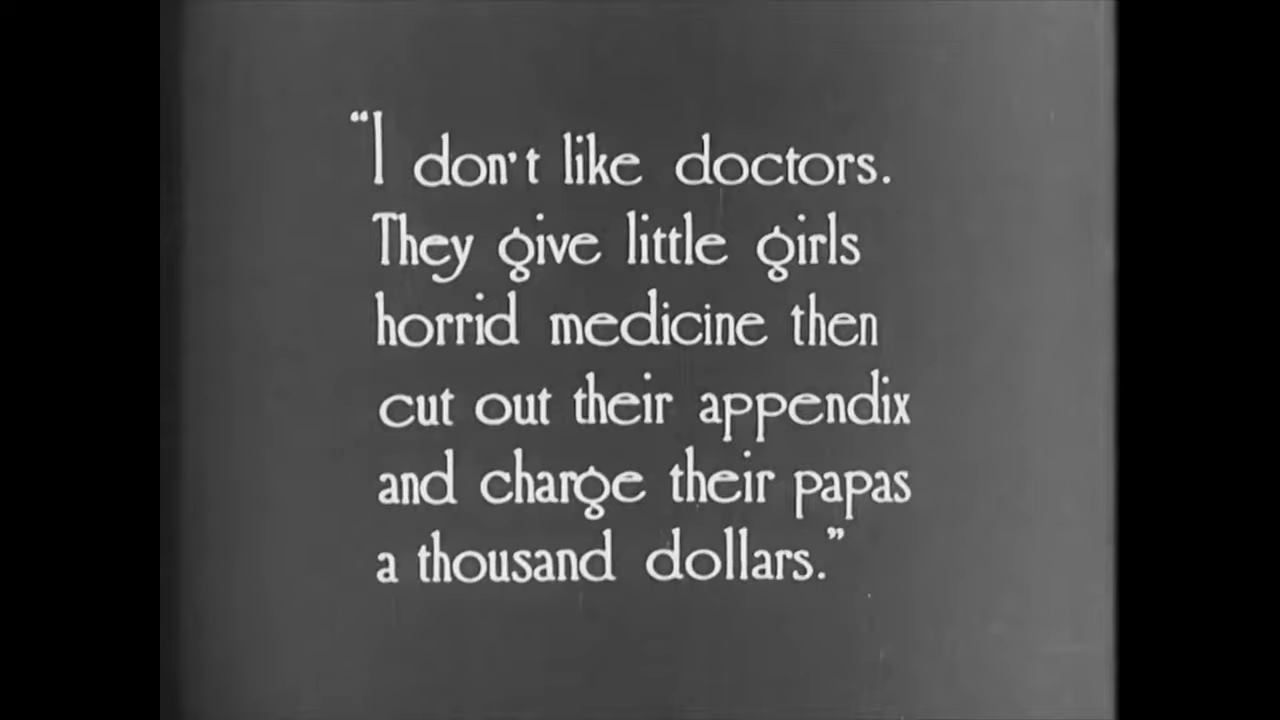 “I don't like doctors.
They give little girls
horrid medicine then
cut out their appendix
and charge their papas
a thousand dollars.”